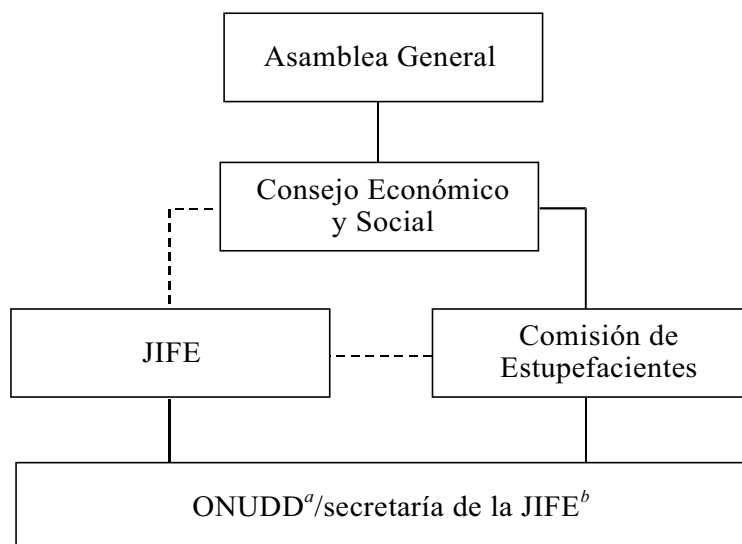 Asamblea General
Consejo Económico
y Social
JIFE
Comisión de
Estupefacientes
ONUDDa/secretaría de la JIFEb